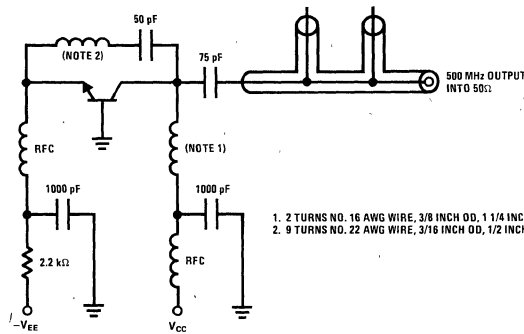 50 pF
(NOTE 2)
75 pF
500 MHz OUTPUT
INTO 50Ω
RFC
(NOTE 1)
1000 pF
1000 pF
1. 2 TURNS NO. 16 AWG WIRE, 3/8 INCH OD, 1 1/4 INC
2. 9 TURNS NO. 22 AWG WIRE, 3/16 INCH OD, 1/2 INCH
2.2 kΩ
RFC
-VEE
VCC